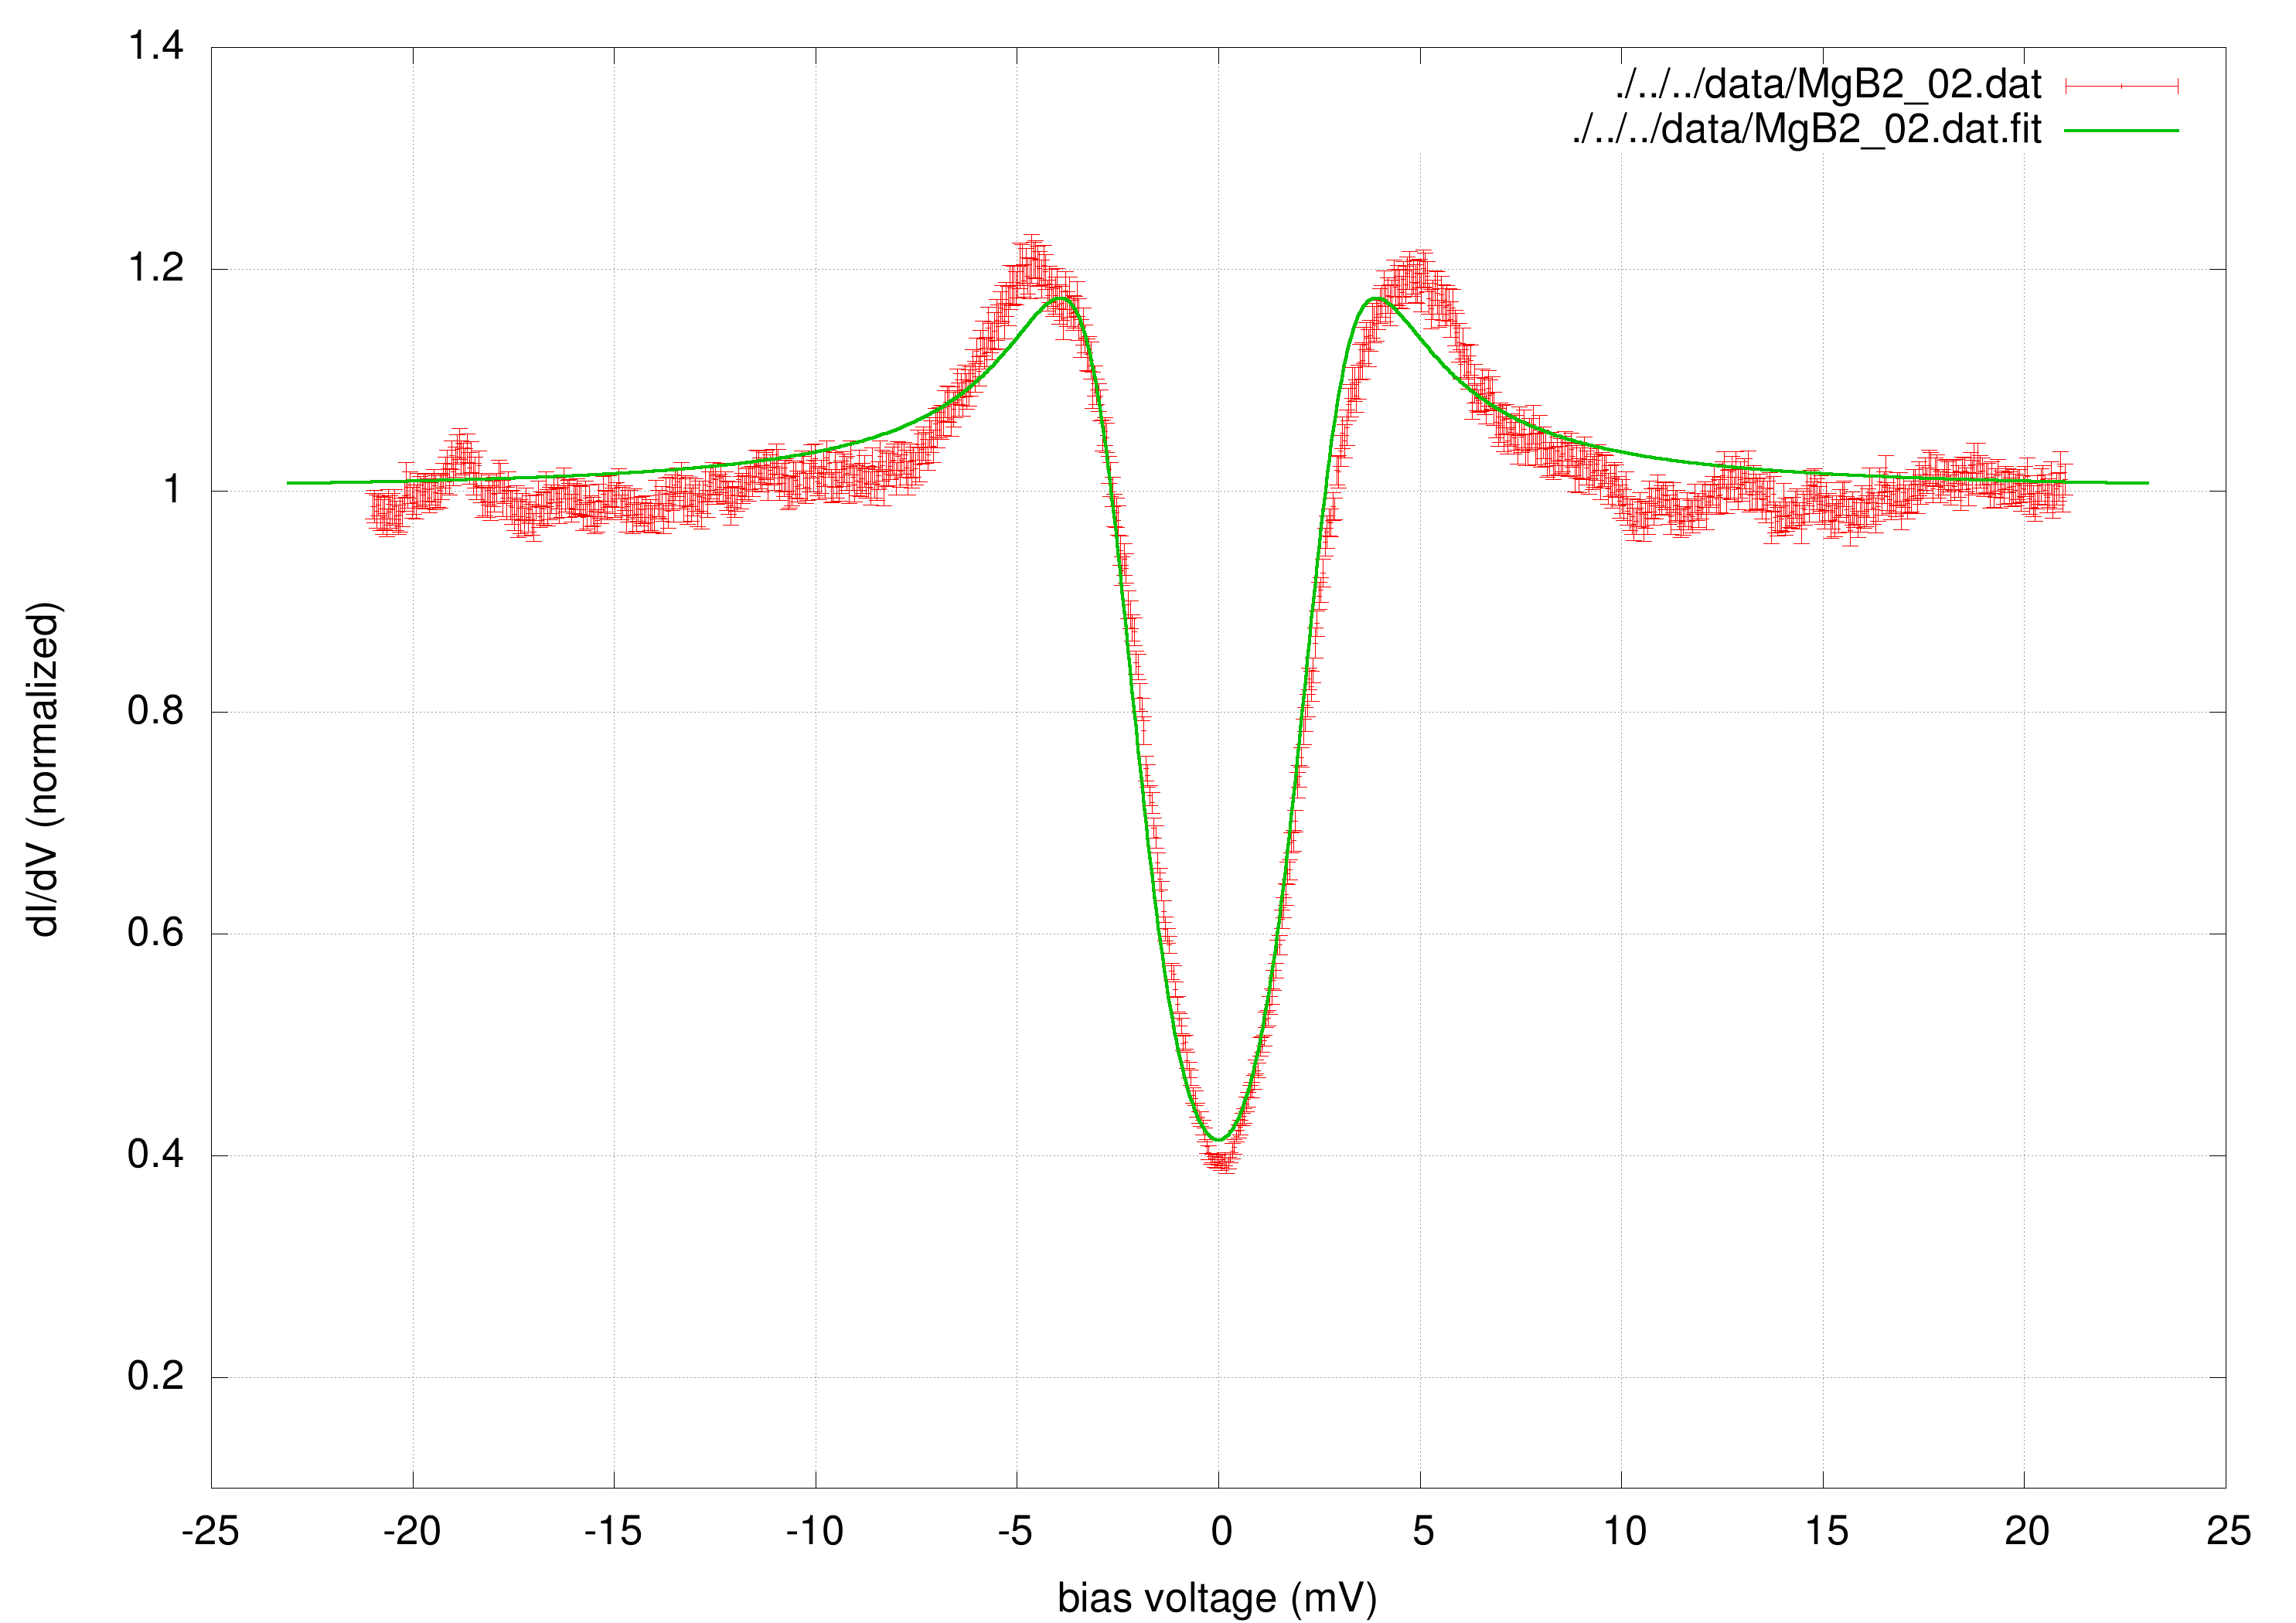 1.4
1.2
1
0.8
0.6
0.4
0.2
dI/dV (normalized)
./../../data/MgB2_02.dat
./../../data/MgB2_02.dat.fit
-25 -20 -15 -10 -5 0 5 10 15 20 25
bias voltage (mV)